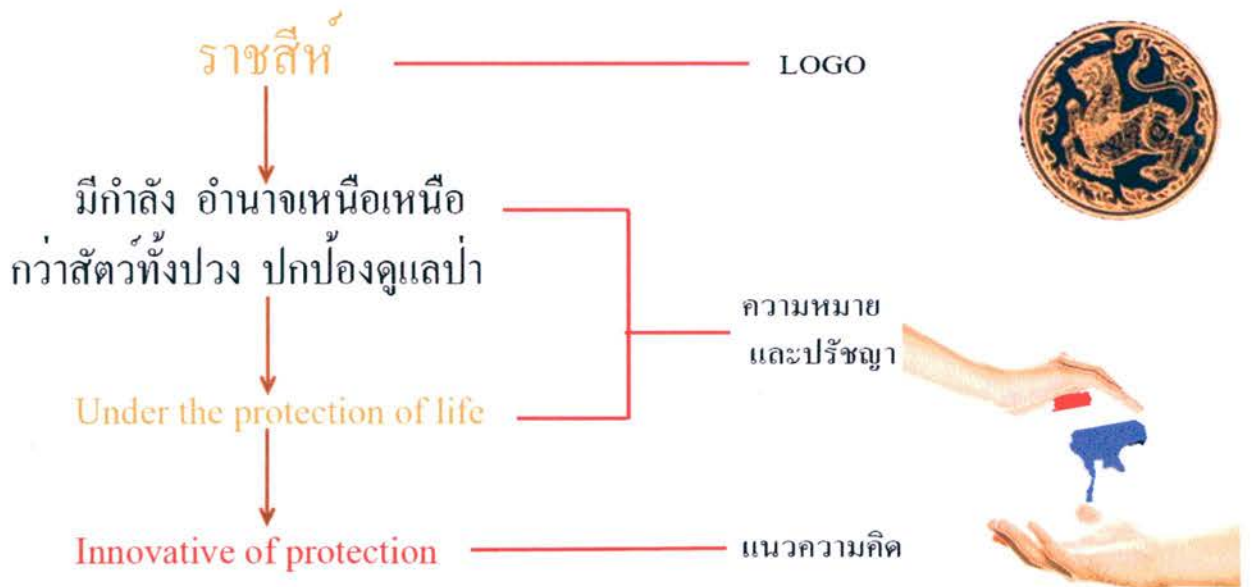 ราชสีห์
LOGO
มีกำลัง อำนาจเหนือเหนือ
กว่าสัตว์ทั้งปวง ปกป้องดูแลป่า
ความหมาย
และปรัชญา
Under the protection of life
Innovative of protection
แนวความคิด